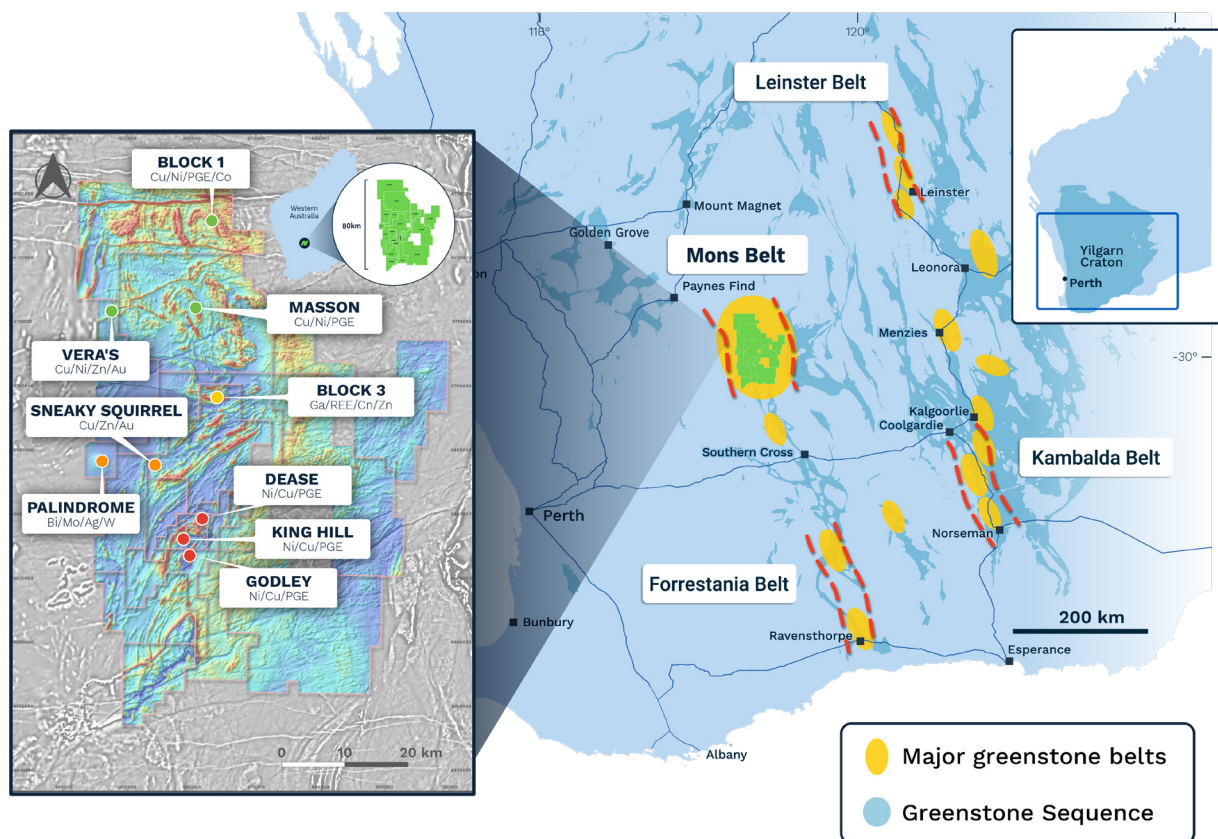 118°
120°
Leinster Belt
Leinster
Mount Magnet
Golden Grove
Mons Belt
Leonora
Paynes Find
Menzies
-30°
Kalgoorlie
Coolgardie
Southern Cross
Kambalda Belt
Perth
Norseman
Forrestania Belt
200 km
Bunbury
Ravensthorpe
Esperance
Albany
Yilgarn
Craton
Perth
BLOCK 1
Cu/Ni/PGE/Co
Western
Australia
80km
MASSON
Cu/Ni/PGE
VERA'S
Cu/Ni/Zn/Au
BLOCK 3
Ga/REE/Cn/Zn
SNEAKY SQUIRREL
Cu/Zn/Au
DEASE
Ni/Cu/PGE
PALINDROME
Bi/Mo/Ag/W
KING HILL
Ni/Cu/PGE
GODLEY
Ni/Cu/PGE
0 10 20 km
Major greenstone belts
Greenstone Sequence